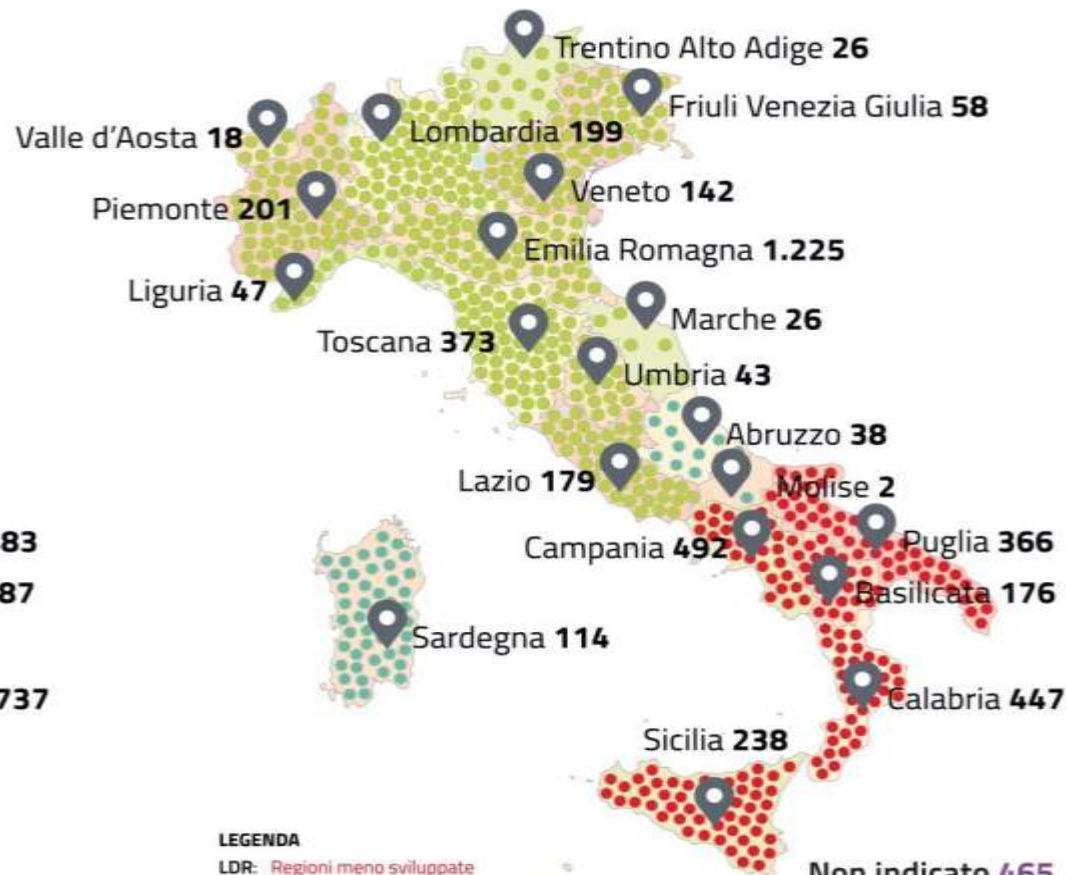 Trentino Alto Adige 26
Friuli Venezia Giulia 58
Valle d'Aosta 18
Lombardia 199
Veneto 142
Piemonte 201
Emilia Romagna 1.225
Liguria 47
Marche 26
Toscana 373
Umbria 43
Abruzzo 38
Lazio 179
Molise 2
Campania 492
Puglia 366
83
87
Basilicata 176
Sardegna 114
737
Calabria 447
Sicilia 238
LEGENDA
LDR: Regioni meno sviluppate
Non indicato 465